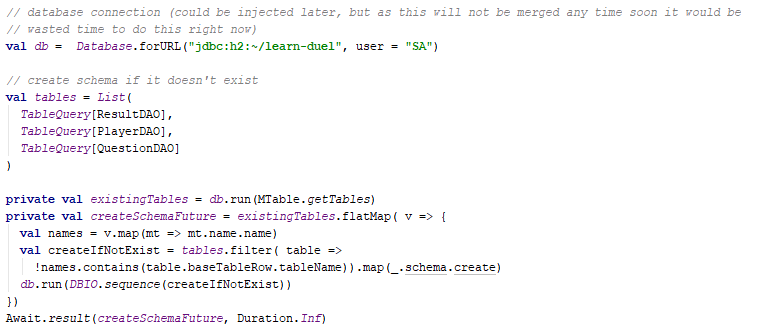 // database connection (could be injected later, but as this will not be merged any time soon it would be
// wasted time to do this right now)
val db =  Database.forURL("jdbc:h2:~/learn-duel", user = "SA")
// create schema if it doesn't exist
val tables = List(
  TableQuery[ResultDAO],
  TableQuery[PlayerDAO],
  TableQuery[QuestionDAO]
)
private val existingTables = db.run(MTable.getTables)
private val createSchemaFuture = existingTables.flatMap( v => {
  val names = v.map(mt => mt.name.name)
  val createIfNotExist = tables.filter( table =>
    !names.contains(table.baseTableRow.tableName)).map(_.schema.create)
  db.run(DBIO.sequence(createIfNotExist))
})
Await.result(createSchemaFuture, Duration.Inf)